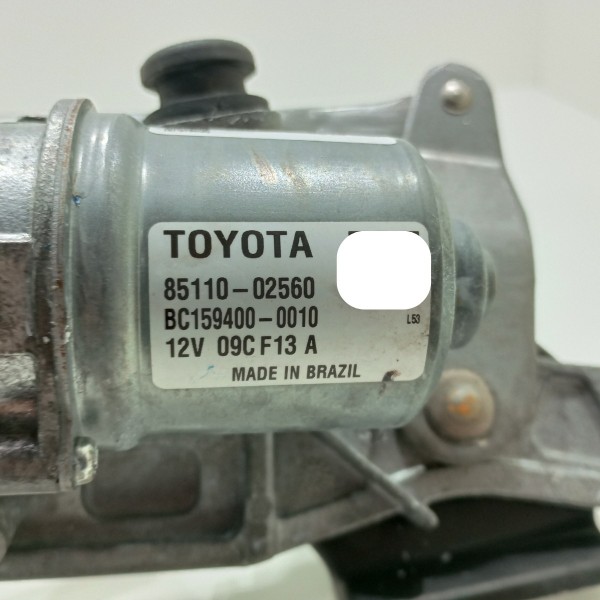 TOYOTA
85110-02560
BC159400-0010 L53
12V 09C F13 A
MADE IN BRAZIL